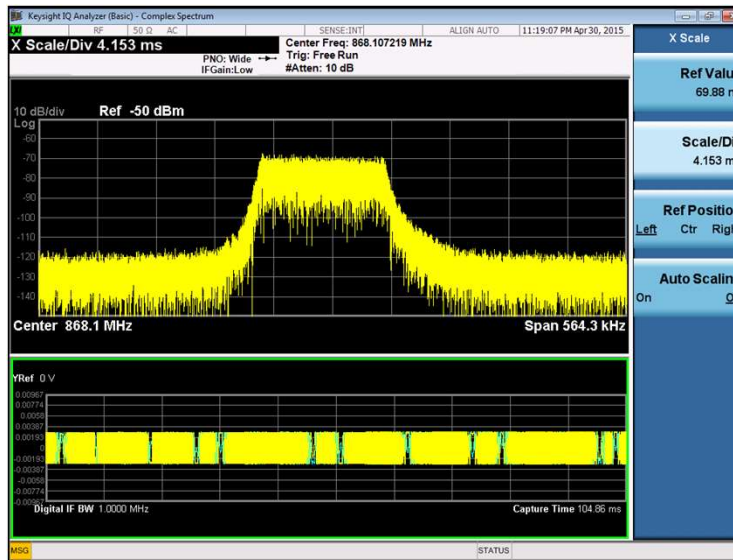 Keysight IQ Analyzer (Basic) - Complex Spectrum
LXI RF 50 Ω AC SENSE:INT ALIGN AUTO 11:19:07 PM Apr 30, 2015
X Scale/Div 4.153 ms
Center Freq: 868.107219 MHz
PNO: Wide Trig: Free Run
IFGain:Low #Atten: 10 dB
X Scale
Ref Valu
69.88 m
Scale/Di
4.153 m
Ref Position
Left Ctr Righ
Auto Scaling
On O
10 dB/div Ref -50 dBm
Log
-60
-70
-80
-90
-100
-110
-120
-130
-140
Center 868.1 MHz Span 564.3 kHz
YRef 0 V
0.00967
0.00774
0.0058
0.00387
0.00193
0
-0.00193
-0.00387
-0.0058
-0.00774
-0.00967
Digital IF BW 1.0000 MHz Capture Time 104.86 ms
MSG STATUS